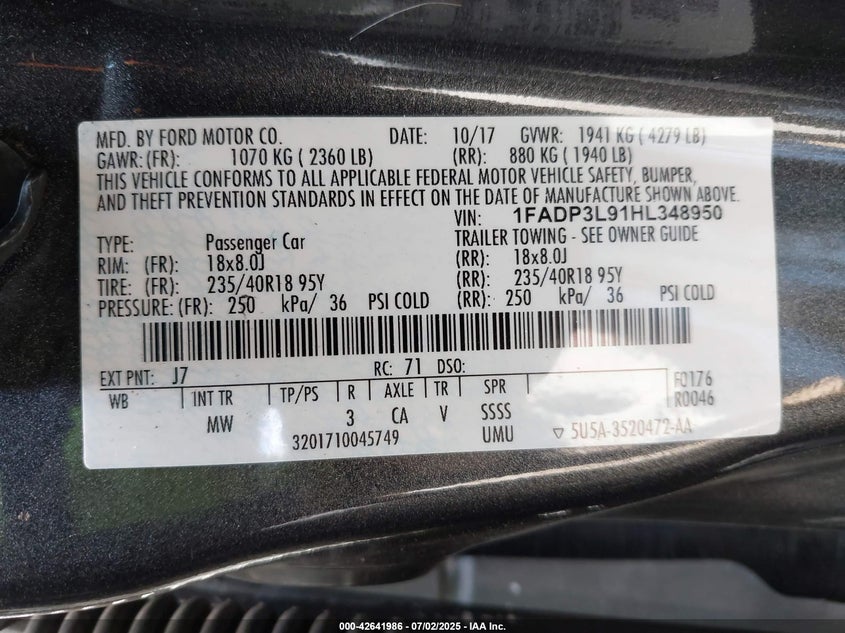 MFD. BY FORD MOTOR CO. DATE: 10/17 GVWR: 1941 KG ( 4279 LB)
GAWR: (FR): 1070 KG ( 2360 LB) (RR): 880 KG ( 1940 LB)
THIS VEHICLE CONFORMS TO ALL APPLICABLE FEDERAL MOTOR VEHICLE SAFETY, BUMPER,
AND THEFT PREVENTION STANDARDS IN EFFECT ON THE DATE OF MANUFACTURE SHOWN ABOVE.
VIN: 1FADP3L91HL348950
TYPE: Passenger Car TRAILER TOWING - SEE OWNER GUIDE
RIM: (FR): 18x8.0J (RR): 18x8.0J
TIRE: (FR): 235/40R18 95Y (RR): 235/40R18 95Y
PRESSURE: (FR): 250 kPa/ 36 PSI COLD (RR): 250 kPa/ 36 PSI COLD
EXT PNT: J7 RC: 71 DSO:
WB INT TR TP/PS R AXLE TR SPR F0176
R0046
MW 3 CA V SSSS
3201710045749 UMU ▽ 5U5A-3520472-AA
000-42641986 - 07/02/2025 - IAA Inc.